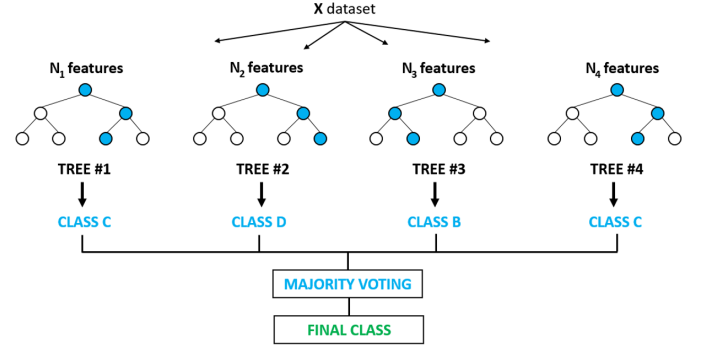 X dataset
N₁ features N₂ features N₃ features N₄ features
TREE #1 TREE #2 TREE #3 TREE #4
CLASS C CLASS D CLASS B CLASS C
MAJORITY VOTING
FINAL CLASS